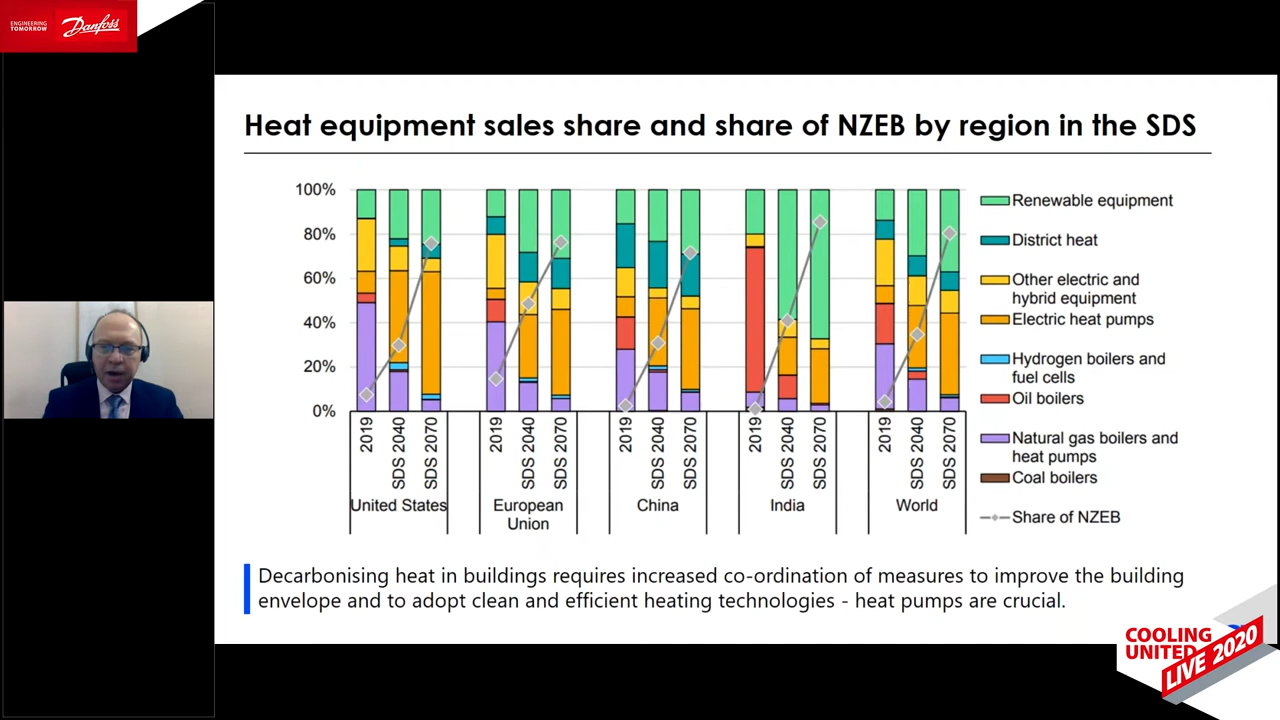 ENGINEERING
TOMORROW
Danfoss
Heat equipment sales share and share of NZEB by region in the SDS
100%
80%
60%
40%
20%
0%
2019
SDS 2040
SDS 2070
2019
SDS 2040
SDS 2070
2019
SDS 2040
SDS 2070
2019
SDS 2040
SDS 2070
2019
SDS 2040
SDS 2070
United States
European
Union
China
India
World
Renewable equipment
District heat
Other electric and
hybrid equipment
Electric heat pumps
Hydrogen boilers and
fuel cells
Oil boilers
Natural gas boilers and
heat pumps
Coal boilers
Share of NZEB
Decarbonising heat in buildings requires increased co-ordination of measures to improve the building
envelope and to adopt clean and efficient heating technologies - heat pumps are crucial.
COOLING
UNITED
LIVE 2020